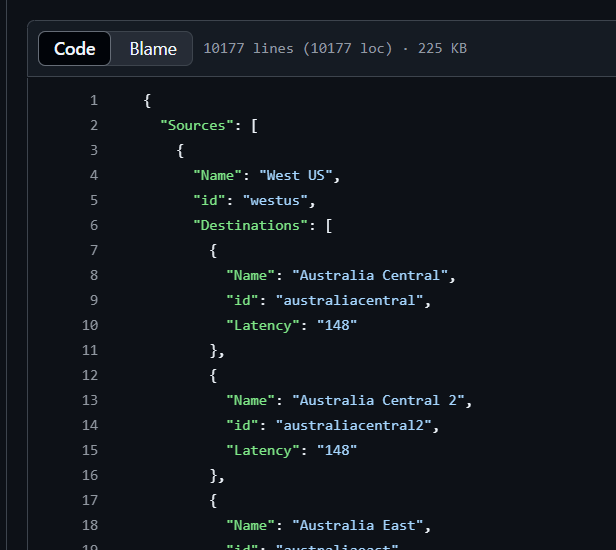 Code Blame 10177 lines (10177 loc) · 225 KB
1 {
2 "Sources": [
3 {
4 "Name": "West US",
5 "id": "westus",
6 "Destinations": [
7 {
8 "Name": "Australia Central",
9 "id": "australiacentral",
10 "Latency": "148"
11 },
12 {
13 "Name": "Australia Central 2",
14 "id": "australiacentral2",
15 "Latency": "148"
16 },
17 {
18 "Name": "Australia East",
19 "id": "australiaeast"